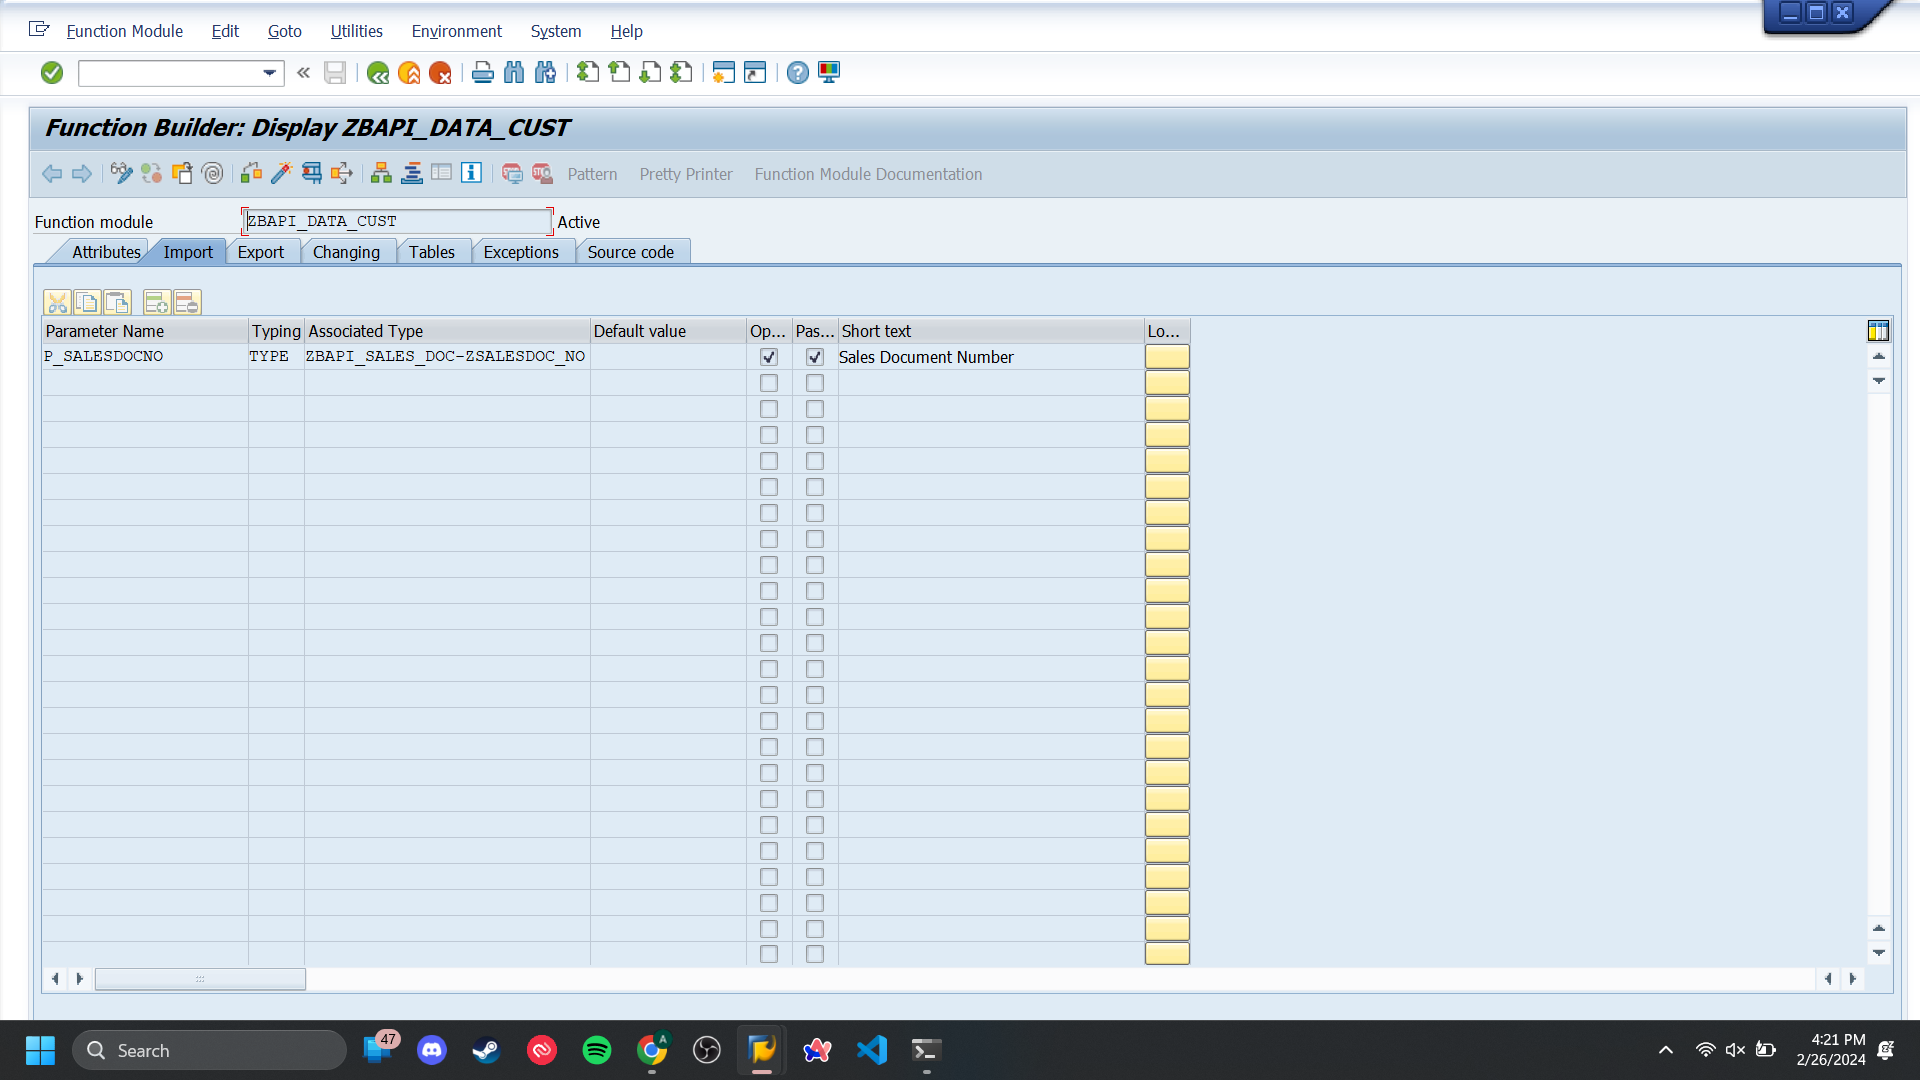 Function Module Edit Goto Utilities Environment System Help
Function Builder: Display ZBAPI_DATA_CUST
Pattern Pretty Printer Function Module Documentation
Function module ZBAPI_DATA_CUST Active
Attributes Import Export Changing Tables Exceptions Source code
Parameter Name Typing Associated Type Default value Op... Pas... Short text Lo...
P_SALESDOCNO TYPE ZBAPI_SALES_DOC-ZSALESDOC_NO Sales Document Number
Search 47 A 4:21 PM
2/26/2024